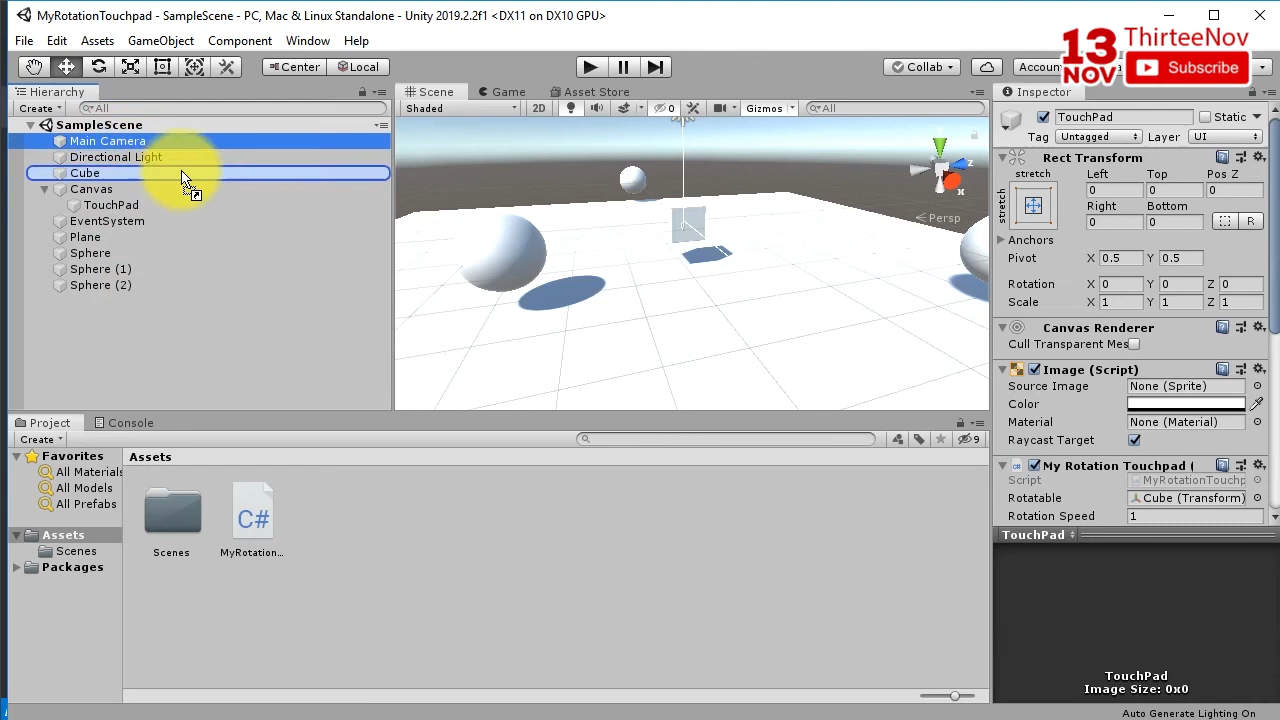 MyRotationTouchpad - SampleScene - PC, Mac & Linux Standalone - Unity 2019.2.2f1 <DX11 on DX10 GPU>
File Edit Assets GameObject Component Window Help
13 NOV ThirteeNov
Subscribe
Center Local Collab Accoun
Hierarchy
Create All
SampleScene
Main Camera
Directional Light
Cube
Canvas
TouchPad
EventSystem
Plane
Sphere
Sphere (1)
Sphere (2)
Scene Game Asset Store
Shaded 2D 0 Gizmos All
y
z
x
Persp
Inspector
TouchPad Static
Tag Untagged Layer UI
Rect Transform
stretch Left Top Pos Z
stretch
0 0 0
Right Bottom
0 0 R
Anchors
Pivot X 0.5 Y 0.5
Rotation X 0 Y 0 Z 0
Scale X 1 Y 1 Z 1
Canvas Renderer
Cull Transparent Mes
Image (Script)
Source Image None (Sprite)
Color
Material None (Material)
Raycast Target
My Rotation Touchpad (
Script MyRotationTouchp
Rotatable Cube (Transform)
Rotation Speed 1
TouchPad
TouchPad
Image Size: 0x0
Project Console
Create 9
Favorites
All Materials
All Models
All Prefabs
Assets
Scenes
Packages
Assets
C#
Scenes MyRotation...
Auto Generate Lighting On